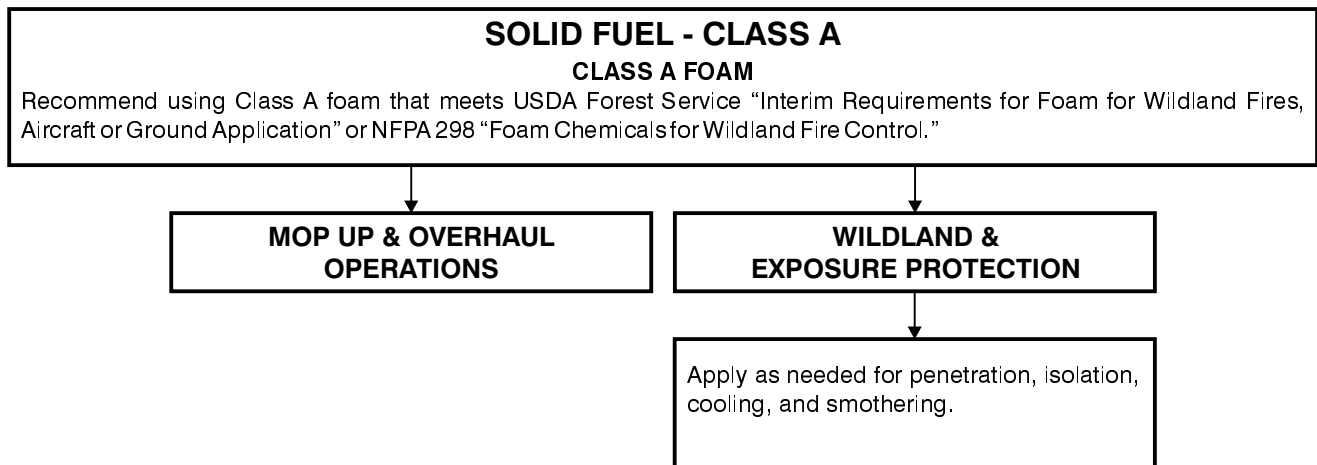 SOLID FUEL - CLASS A
CLASS A FOAM
Recommend using Class A foam that meets USDA Forest Service “Interim Requirements for Foam for Wildland Fires,
Aircraft or Ground Application” or NFPA 298 “Foam Chemicals for Wildland Fire Control.”
MOP UP & OVERHAUL
OPERATIONS
WILDLAND &
EXPOSURE PROTECTION
Apply as needed for penetration, isolation,
cooling, and smothering.